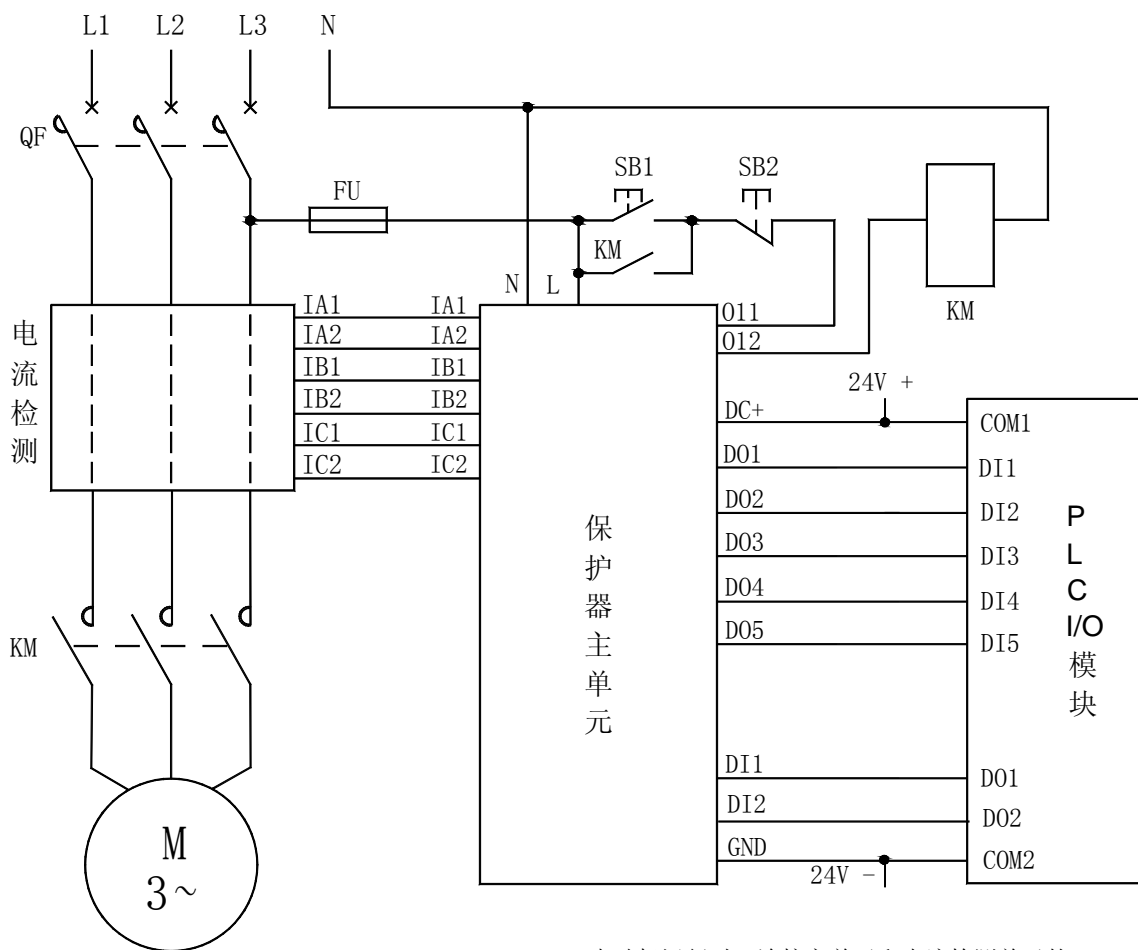 L1 L2 L3 N
QF
SB1 SB2
FU
KM
N L
KM
IA1 IA1
IA2 IA2
IB1 IB1
IB2 IB2
IC1 IC1
IC2 IC2
电流检测
O11
O12
24V +
DC+ COM1
DO1 DI1
DO2 DI2
DO3 DI3
DO4 DI4
DO5 DI5
保护器主单元
PLCI/O模块
KM
DI1 DO1
DI2 DO2
GND COM2
24V -
M
3~